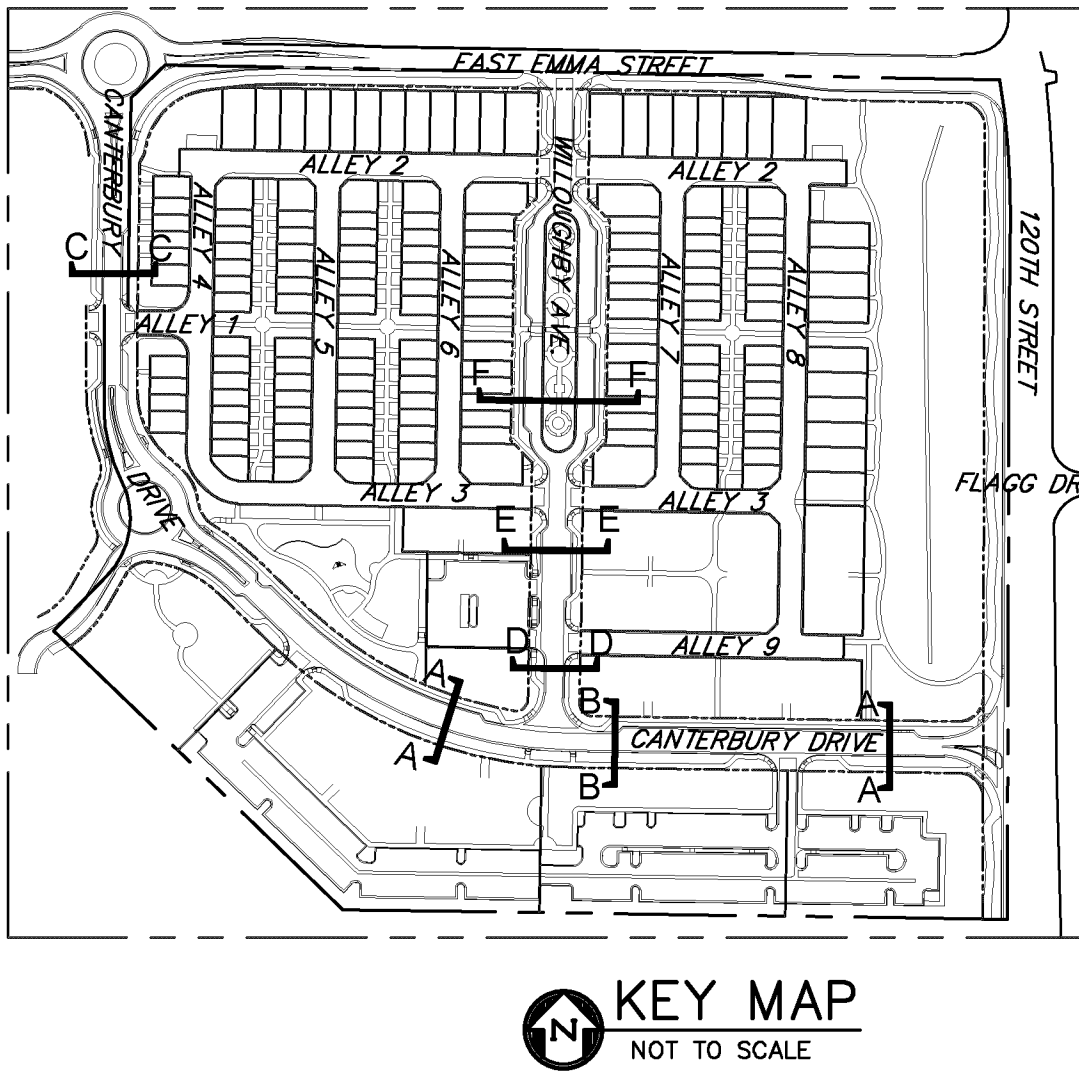 EAST EMMA STREET
CANTERBURY
WILLOUGHBY AVE.
ALLEY 2
ALLEY 2
ALLEY 4
120TH STREET
C
C
ALLEY 5
ALLEY 6
ALLEY 7
ALLEY 8
ALLEY 1
F
F
DRIVE
ALLEY 3
ALLEY 3
FLAGG DR
E
E
D
D
ALLEY 9
A
A
B
B
CANTERBURY DRIVE
A
A
N
KEY MAP
NOT TO SCALE